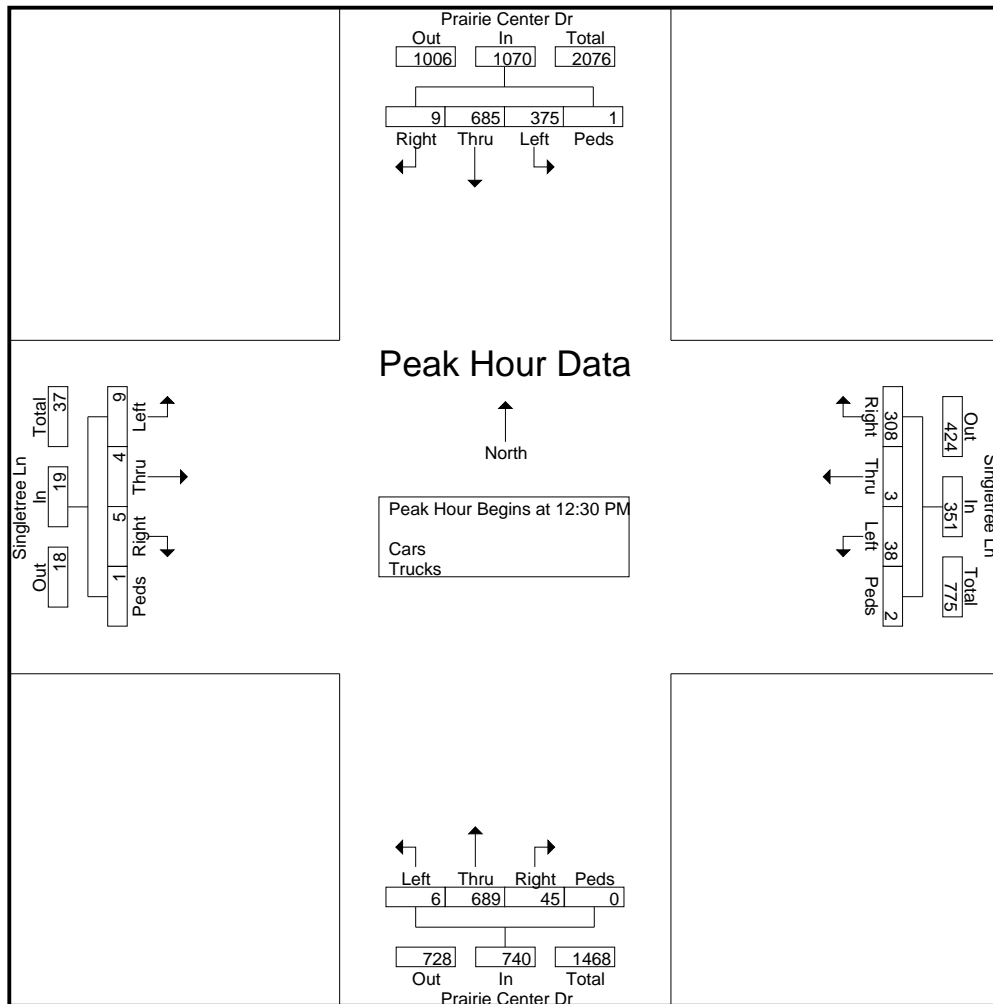 Prairie Center Dr
Out In Total
1006 1070 2076
9 685 375 1
Right Thru Left Peds
Peak Hour Data
North
Peak Hour Begins at 12:30 PM
Cars
Trucks
Singletree Ln
Total In Out
37 19 18
9 4 5 1
Left Thru Right Peds
Right Thru Left Peds
308 3 38 2
Out In Total
424 351 775
Singletree Ln
Left Thru Right Peds
6 689 45 0
728 740 1468
Out In Total
Prairie Center Dr